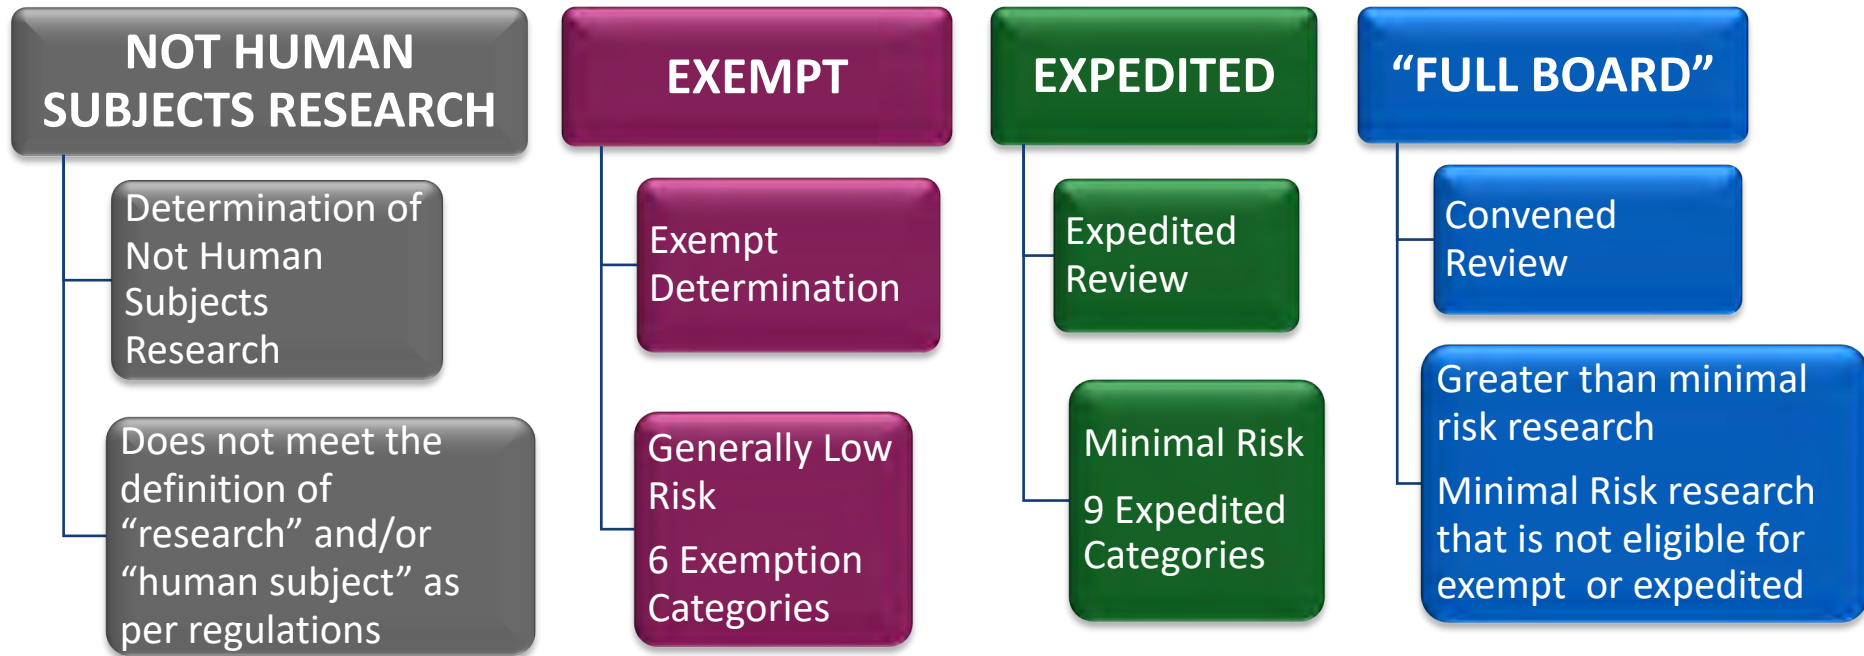 NOT HUMAN
SUBJECTS RESEARCH
Determination of
Not Human
Subjects
Research
Does not meet the
definition of
“research” and/or
“human subject” as
per regulations
EXEMPT
Exempt
Determination
Generally Low
Risk
6 Exemption
Categories
EXPEDITED
Expedited
Review
Minimal Risk
9 Expedited
Categories
“FULL BOARD”
Convened
Review
Greater than minimal
risk research
Minimal Risk research
that is not eligible for
exempt or expedited